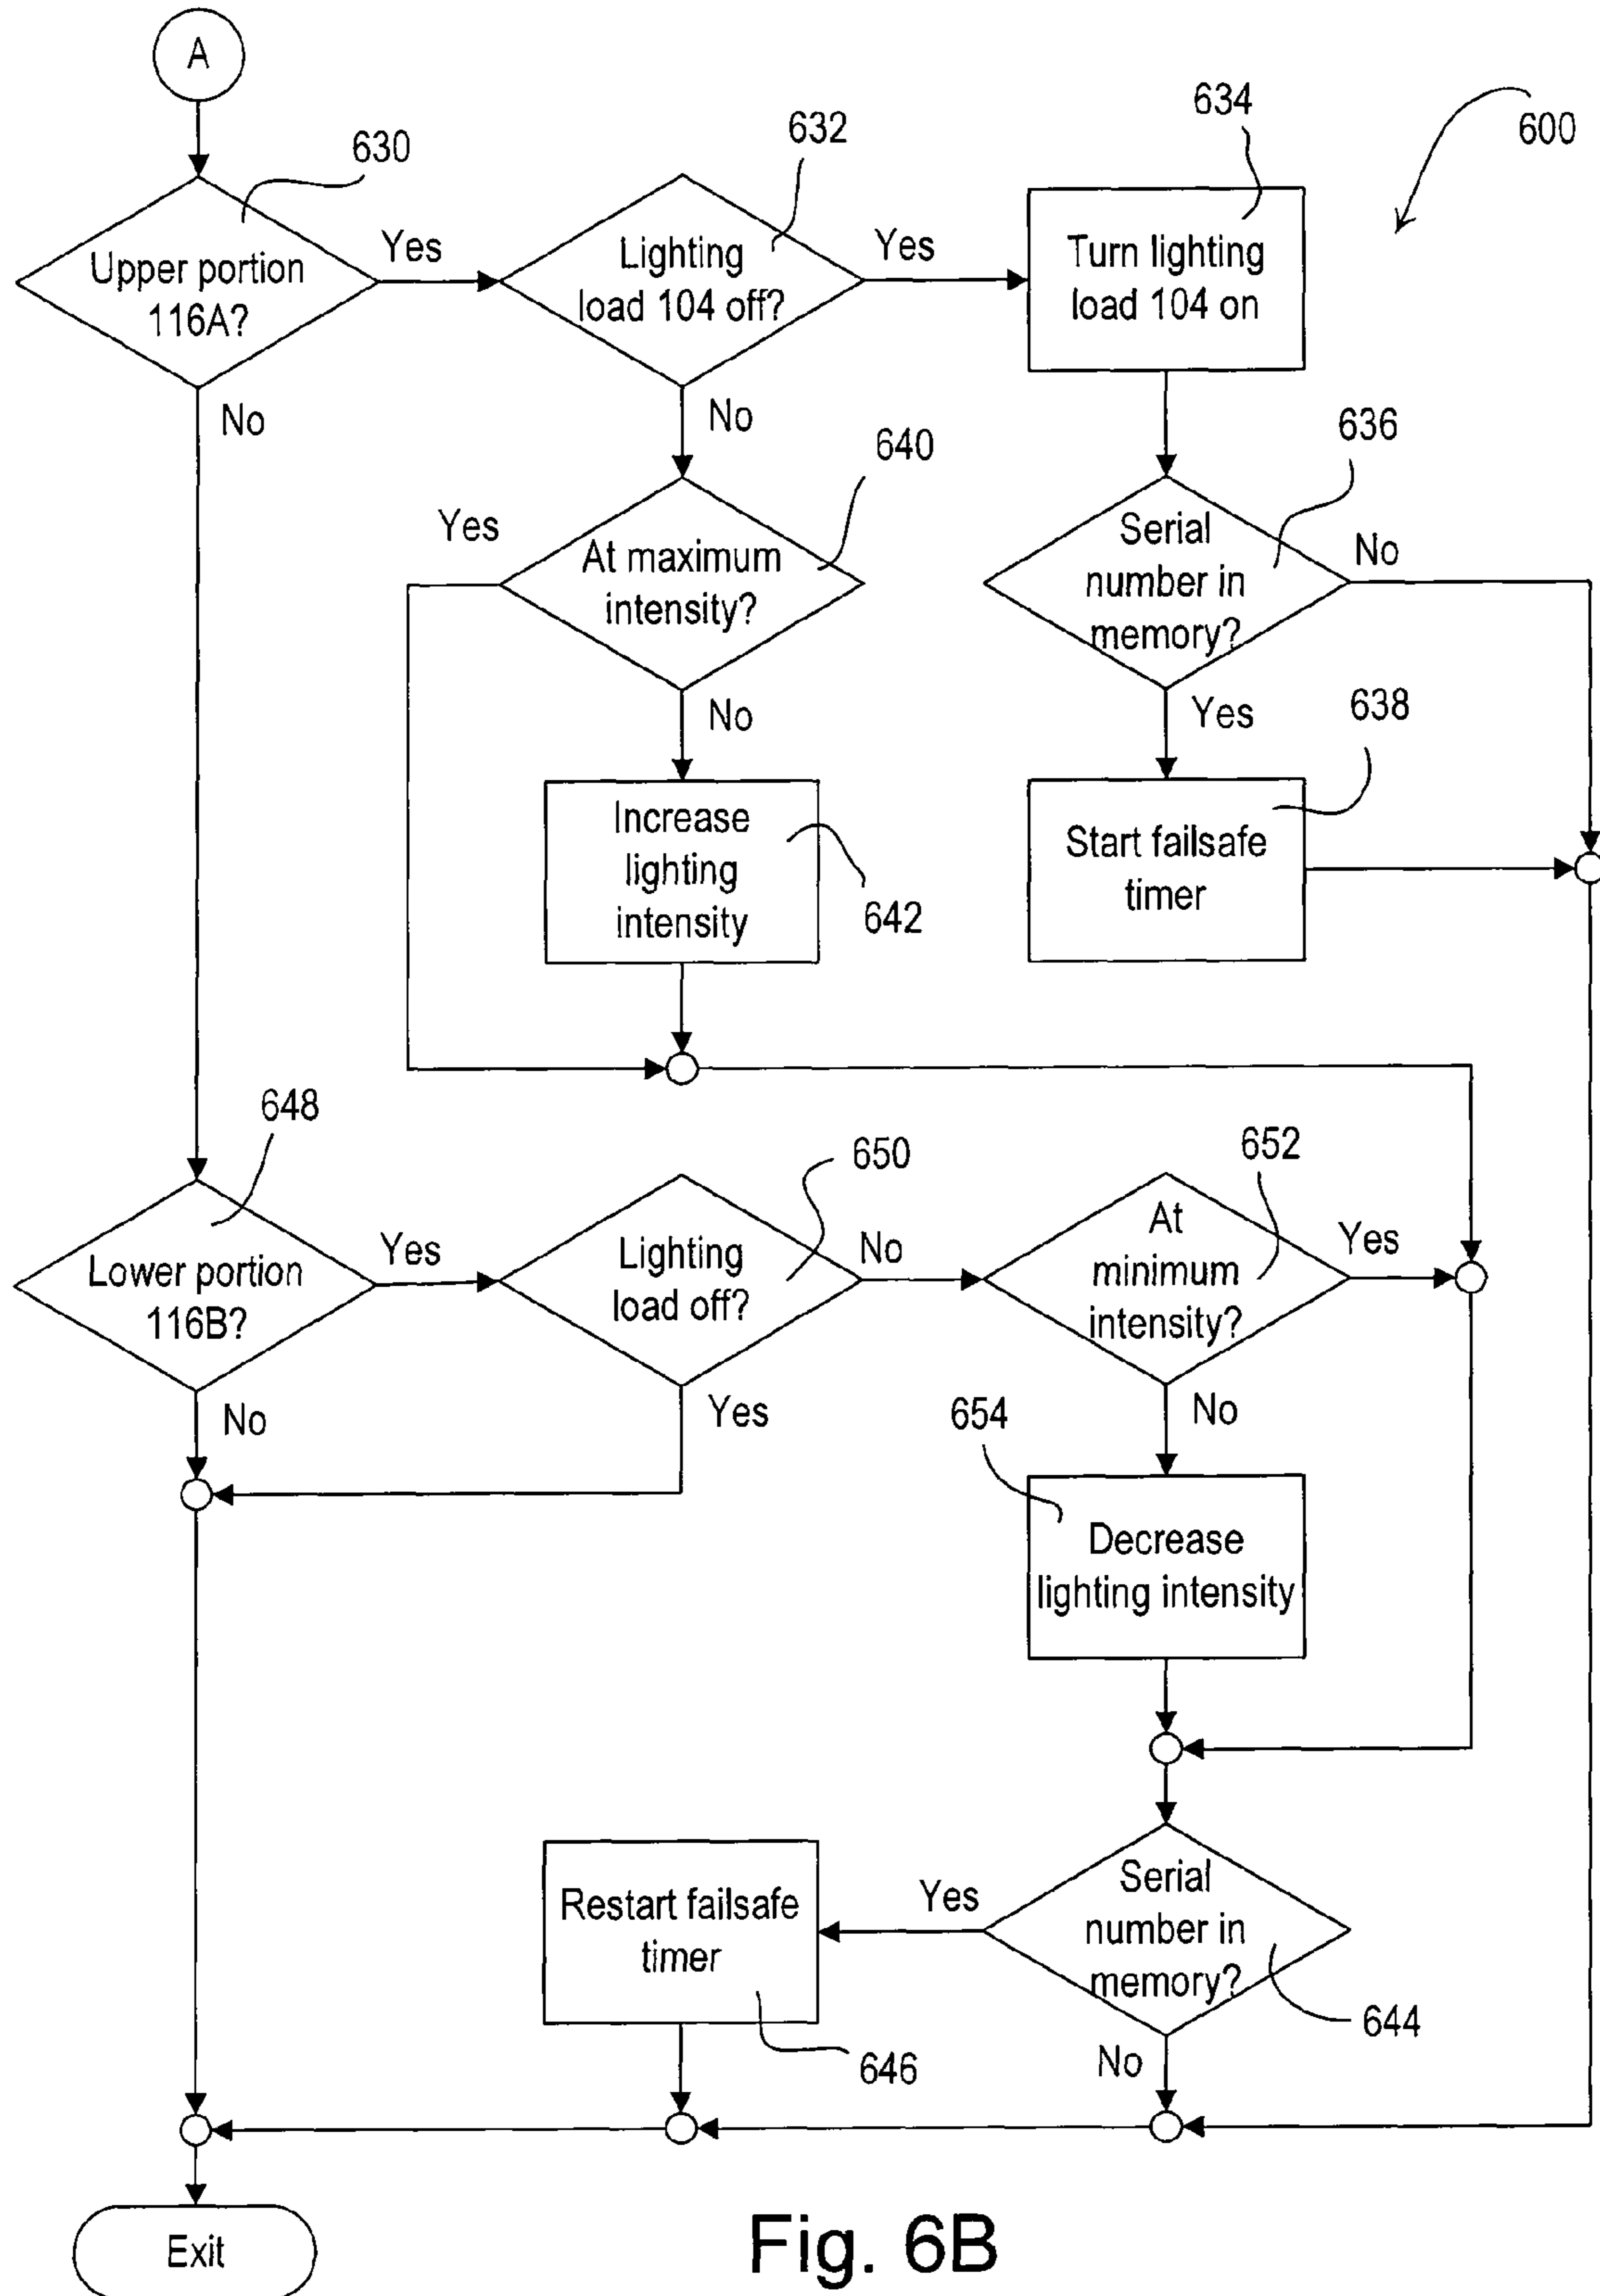 A
600
630
Upper portion
116A?
Yes
No
632
Lighting
load 104 off?
Yes
No
634
Turn lighting
load 104 on
636
Serial
number in
memory?
No
Yes
638
Start failsafe
timer
640
At maximum
intensity?
Yes
No
Increase
lighting
intensity
642
648
Lower portion
116B?
Yes
No
650
Lighting
load off?
No
Yes
652
At
minimum
intensity?
Yes
No
654
Decrease
lighting intensity
Serial
number in
memory?
644
Yes
No
Restart failsafe
timer
646
Exit
Fig. 6B